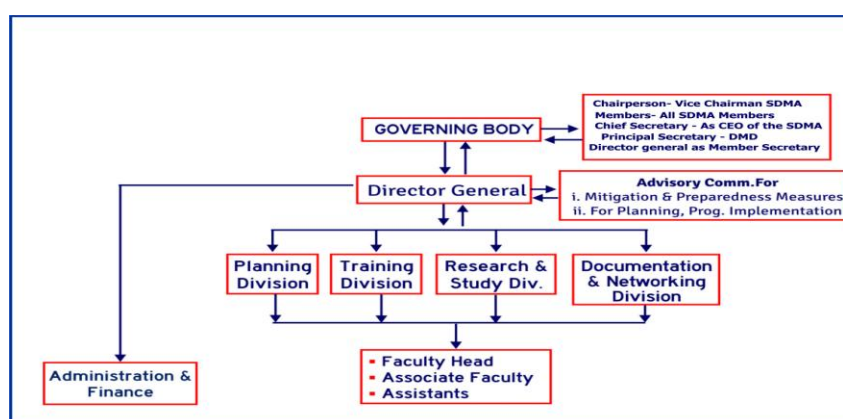 Chairperson- Vice Chairman SDMA
Members- All SDMA Members
Chief Secretary - As CEO of the SDMA
Principal Secretary - DMD
Director general as Member Secretary
GOVERNING BODY
Director General
Advisory Comm.For
i. Mitigation & Preparedness Measures
ii. For Planning, Prog. Implementation
Planning
Division
Training
Division
Research &
Study Div.
Documentation
& Networking
Division
▪ Faculty Head
▪ Associate Faculty
▪ Assistants
Administration &
Finance